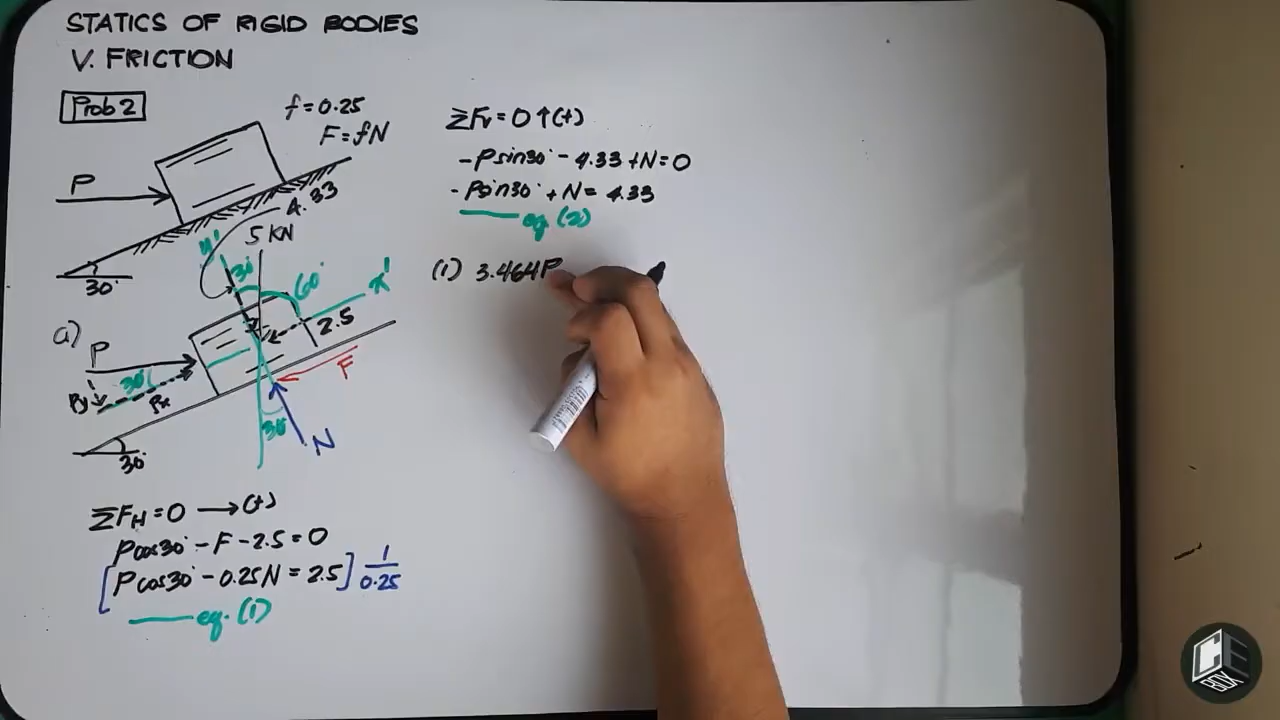 STATICS OF RIGID BODIES
V. FRICTION
Prob 2
f = 0.25
F = fN
P
30°
4.33
5 KN
y'
30°
60°
x'
2.5
a)
P
30°
Py
Px
F
N
30°
30°
ΣFH = 0 → (+)
Pcos30° - F - 2.5 = 0
[Pcos30° - 0.25N = 2.5] 1/0.25
eq. (1)
ΣFv = 0 ↑ (+)
-Psin30° - 4.33 + N = 0
-Psin30° + N = 4.33
eq. (2)
(1) 3.464P
CE
BOX